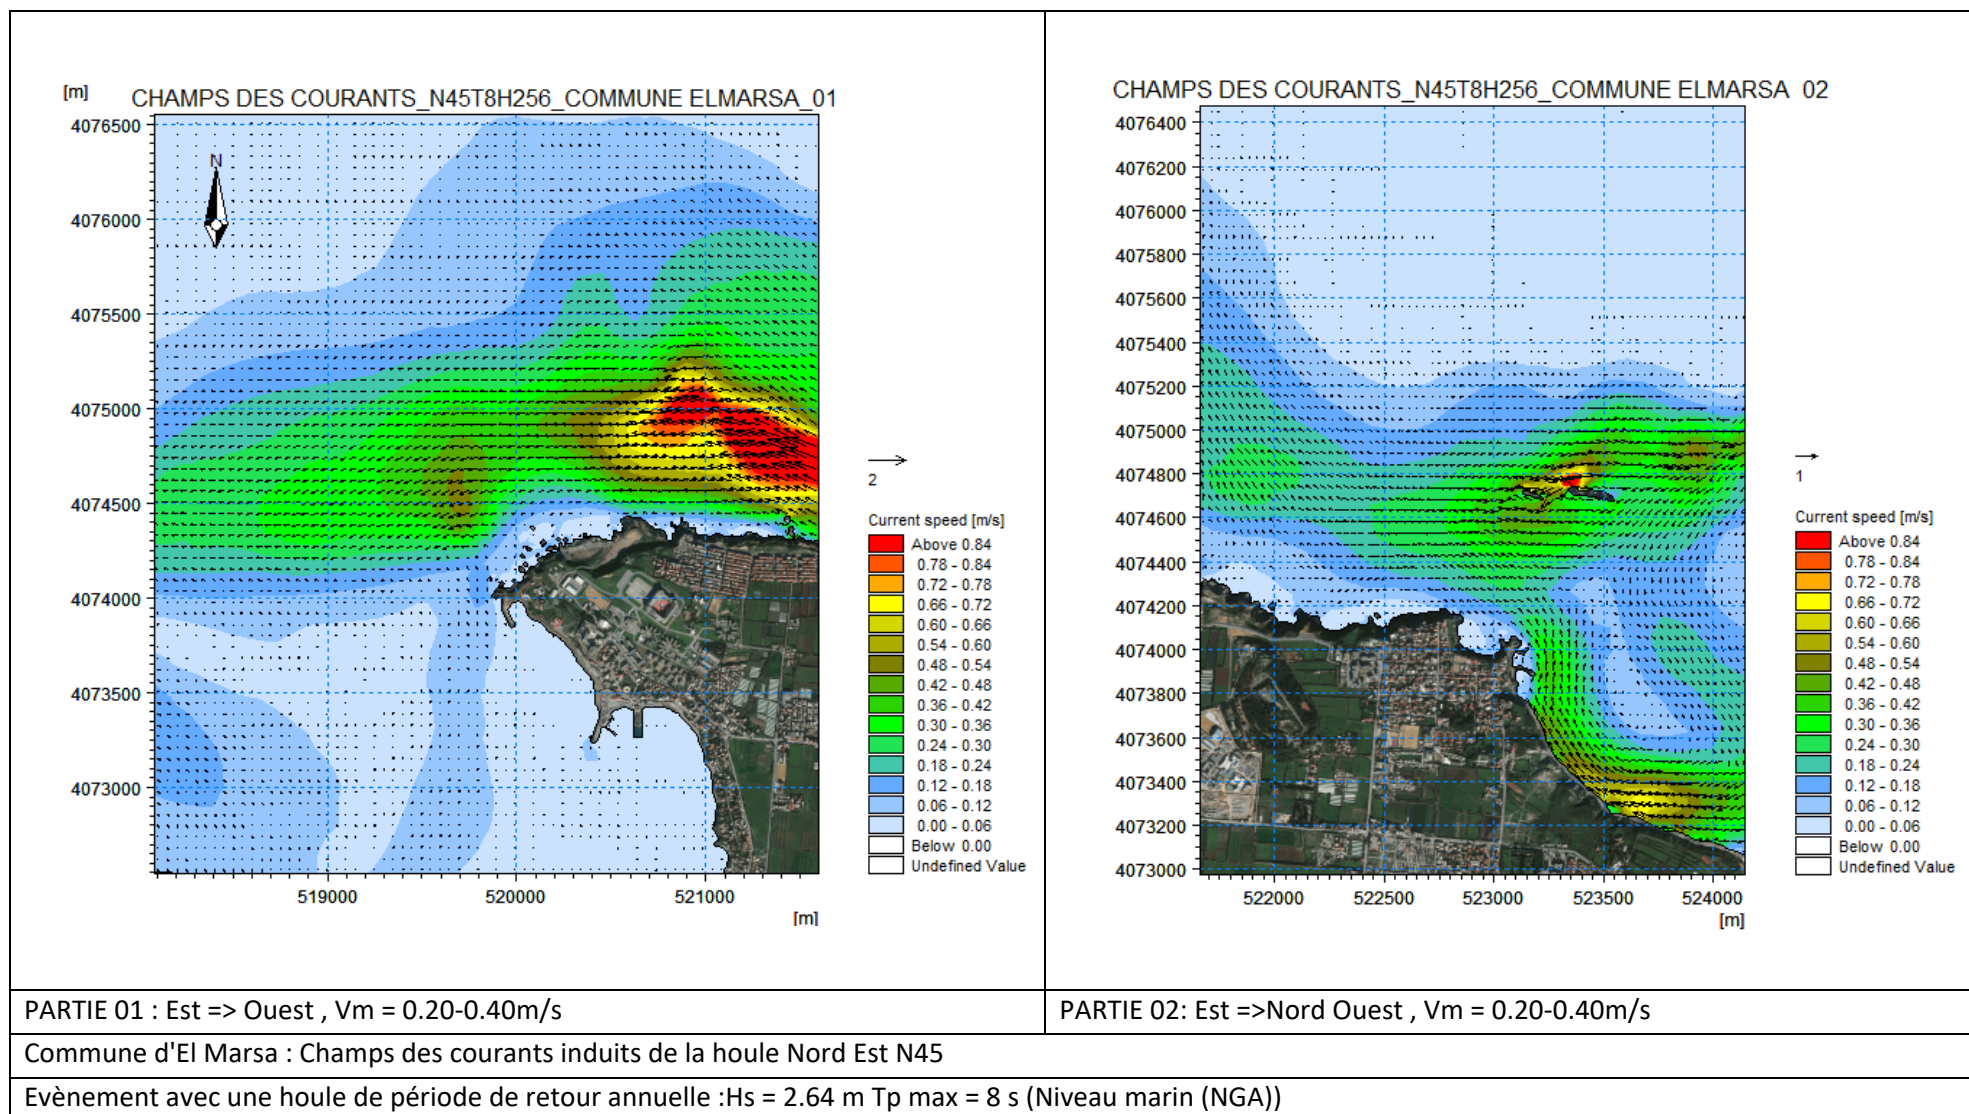 [m]
CHAMPS DES COURANTS_N45T8H256_COMMUNE ELMARSA_01
4076500
4076000
4075500
4075000
4074500
4074000
4073500
4073000
N
519000
520000
521000
[m]
2
Current speed [m/s]
Above 0.84
0.78 - 0.84
0.72 - 0.78
0.66 - 0.72
0.60 - 0.66
0.54 - 0.60
0.48 - 0.54
0.42 - 0.48
0.36 - 0.42
0.30 - 0.36
0.24 - 0.30
0.18 - 0.24
0.12 - 0.18
0.06 - 0.12
0.00 - 0.06
Below 0.00
Undefined Value
CHAMPS DES COURANTS_N45T8H256_COMMUNE ELMARSA 02
4076400
4076200
4076000
4075800
4075600
4075400
4075200
4075000
4074800
4074600
4074400
4074200
4074000
4073800
4073600
4073400
4073200
4073000
522000
522500
523000
523500
524000
[m]
1
Current speed [m/s]
Above 0.84
0.78 - 0.84
0.72 - 0.78
0.66 - 0.72
0.60 - 0.66
0.54 - 0.60
0.48 - 0.54
0.42 - 0.48
0.36 - 0.42
0.30 - 0.36
0.24 - 0.30
0.18 - 0.24
0.12 - 0.18
0.06 - 0.12
0.00 - 0.06
Below 0.00
Undefined Value
PARTIE 01 : Est => Ouest , Vm = 0.20-0.40m/s
PARTIE 02: Est =>Nord Ouest , Vm = 0.20-0.40m/s
Commune d'El Marsa : Champs des courants induits de la houle Nord Est N45
Evènement avec une houle de période de retour annuelle :Hs = 2.64 m Tp max = 8 s (Niveau marin (NGA))